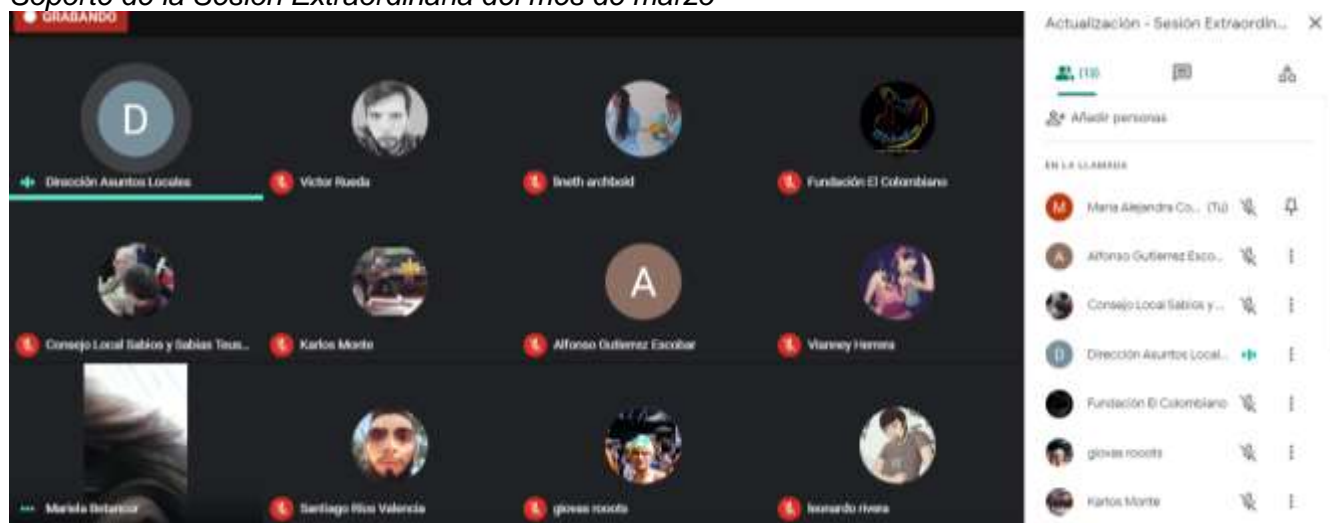 Soporte de la Sesión Extraordinaria del mes de marzo
GRABANDO
D
Dirección Asuntos Locales
Victor Rueda
lineth archbold
Fundación El Colombiano
Consejo Local Sabios y Sabias Teus...
Karlos Monte
A
Alfonso Gutierrez Escobar
Vianney Herrera
Mariela Betancur
Santiago Ríos Valencia
giovas rooots
leonardo rivera
Actualización - Sesión Extraordin...
Añadir personas
EN LA LLAMADA
M
Maria Alejandra Co... (Tú)
A
Alfonso Gutierrez Esco...
Consejo Local Sabios y ...
D
Dirección Asuntos Local...
Fundación El Colombiano
giovas rooots
Karlos Monte